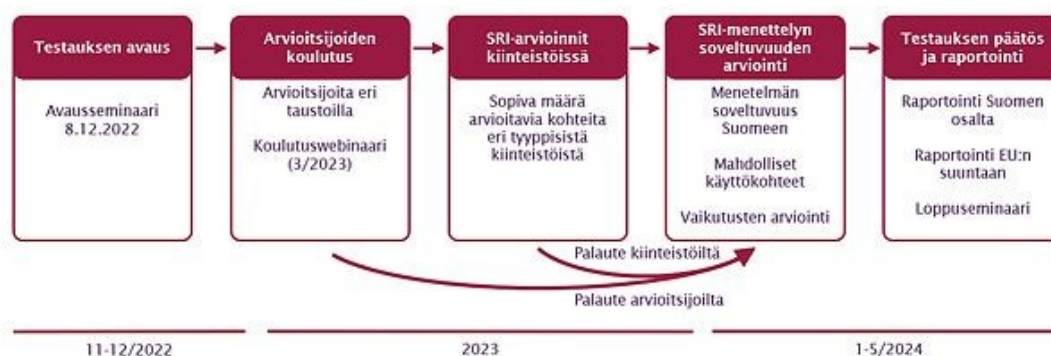 Testauksen avaus
Avausseminaari
8.12.2022
Arvioitsijoiden
koulutus
Arvioitsijoita eri
taustoilla
Koulutuswebinaari
(3/2023)
SRI-arvioinnit
kiinteistöissä
Sopiva määrä
arvioitavia kohteita
eri tyyppisistä
kiinteistöistä
SRI-menettelyn
soveltuvuuden
arviointi
Menetelmän
soveltuvuus
Suomeen
Mahdolliset
käyttökohteet
Vaikutusten arviointi
Testauksen päätös
ja raportointi
Raportointi Suomen
osalta
Raportointi EU:n
suuntaan
Loppuseminaari
Palaute kiinteistöiltä
Palaute arvioitsijoilta
11-12/2022
2023
1-5/2024